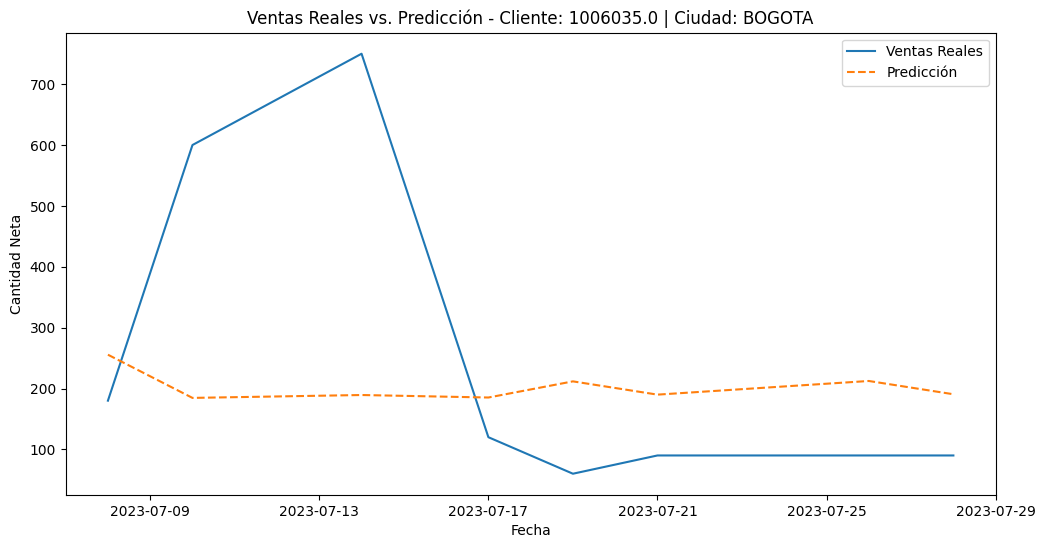 Ventas Reales vs. Predicción - Cliente: 1006035.0 | Ciudad: BOGOTA
Ventas Reales
Predicción
Cantidad Neta
700
600
500
400
300
200
100
2023-07-09
2023-07-13
2023-07-17
2023-07-21
2023-07-25
2023-07-29
Fecha